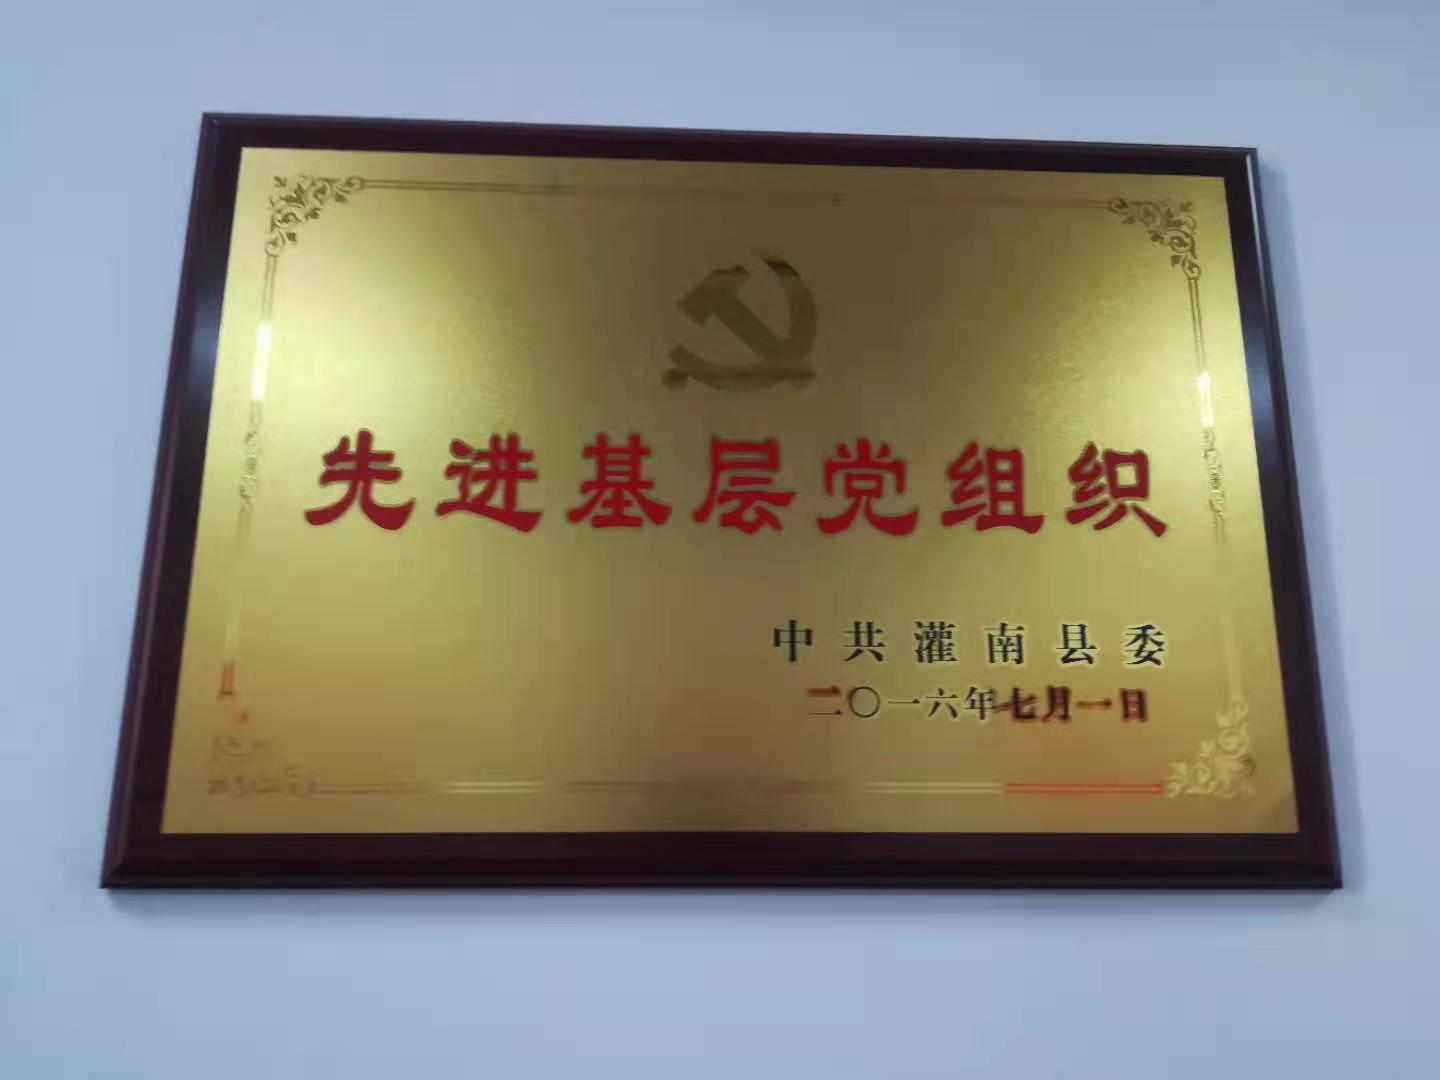 先进基层党组织
中共灌南县委
二〇一六年七月一日